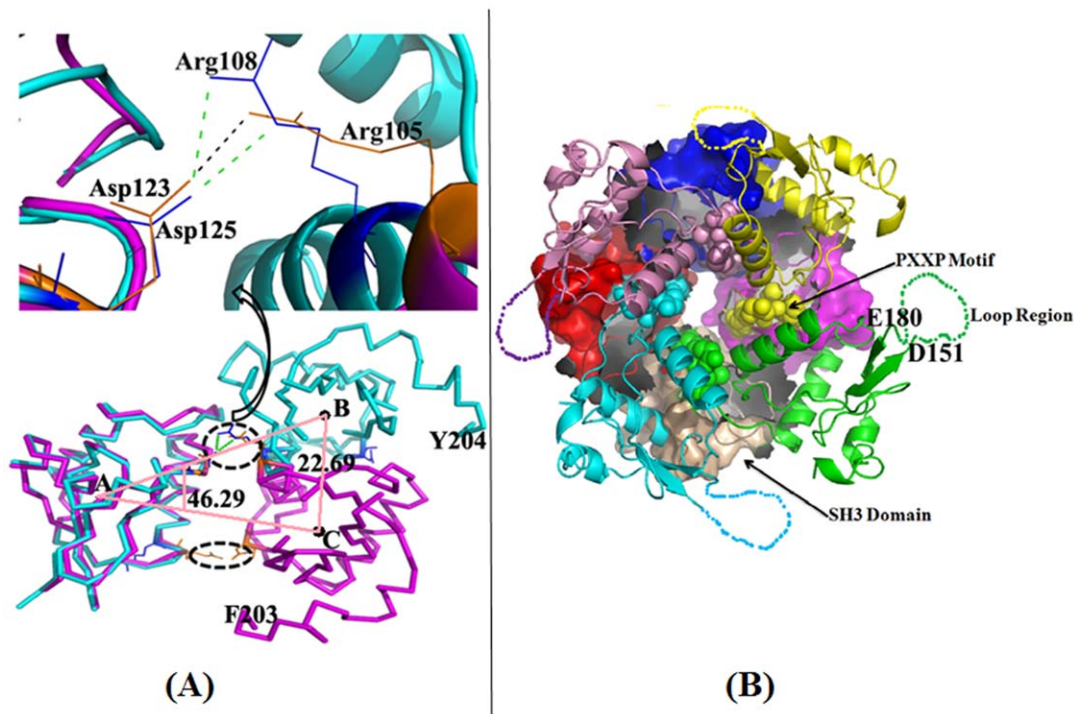 Arg108
Arg105
Asp123
Asp125
B
Y204
22.69
A
46.29
C
F203
(A)
PXXP Motif
E180
Loop Region
D151
SH3 Domain
(B)